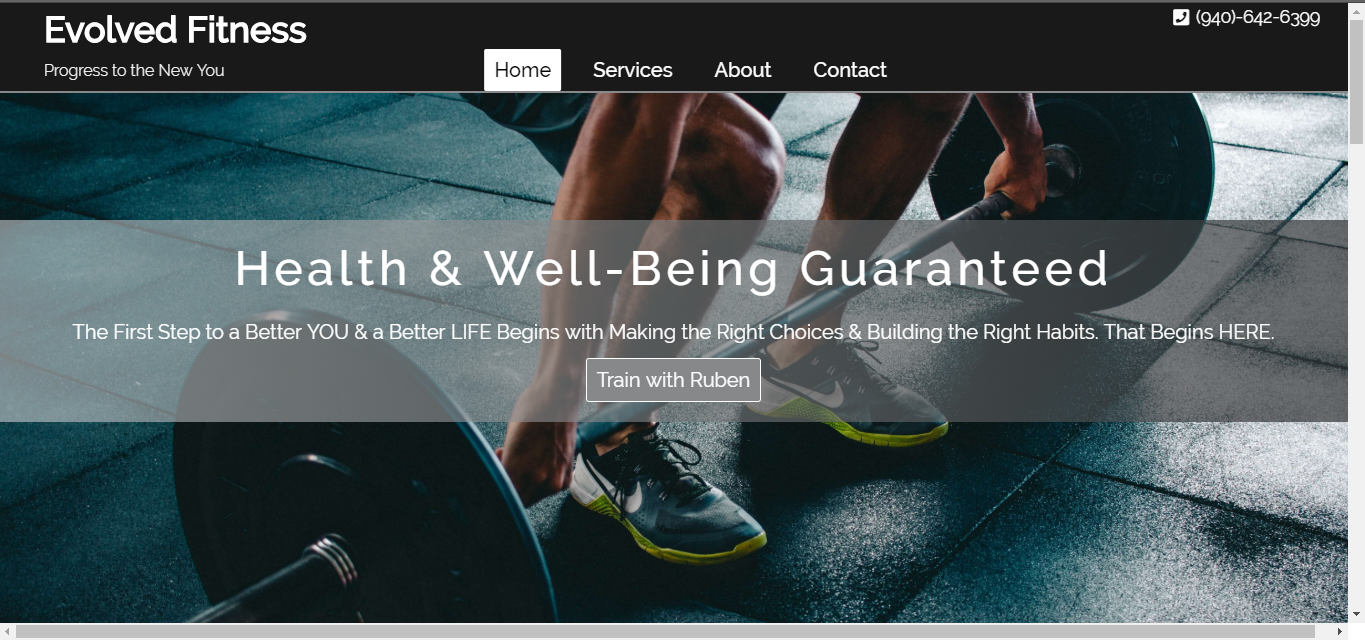 Evolved Fitness
(940)-642-6399
Progress to the New You
Home Services About Contact
Health & Well-Being Guaranteed
The First Step to a Better YOU & a Better LIFE Begins with Making the Right Choices & Building the Right Habits. That Begins HERE.
Train with Ruben